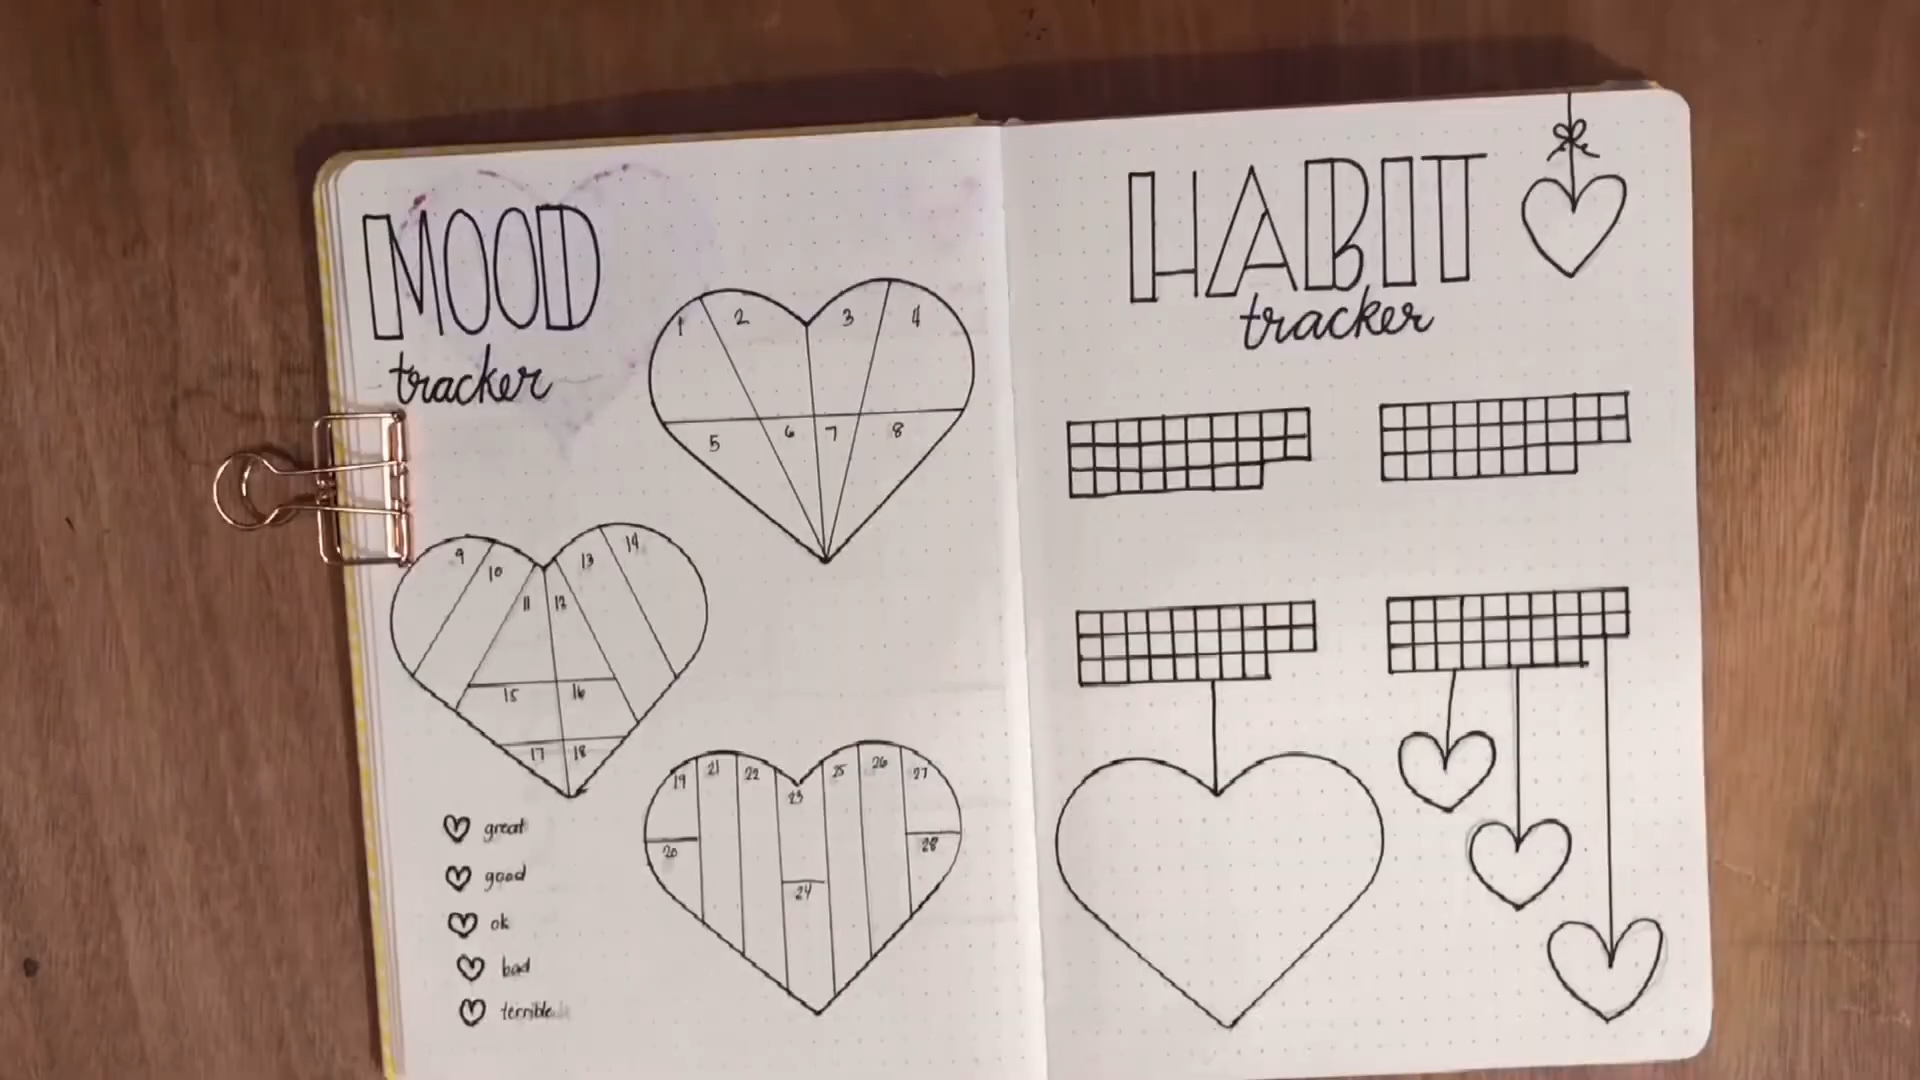 MOOD
tracker
1 2 3 4
5 6 7 8
9 10 11 12 13 14
15 16
17 18
19 21 22 23 25 26 27
20 24 28
great
good
ok
bad
terrible
HABIT
tracker